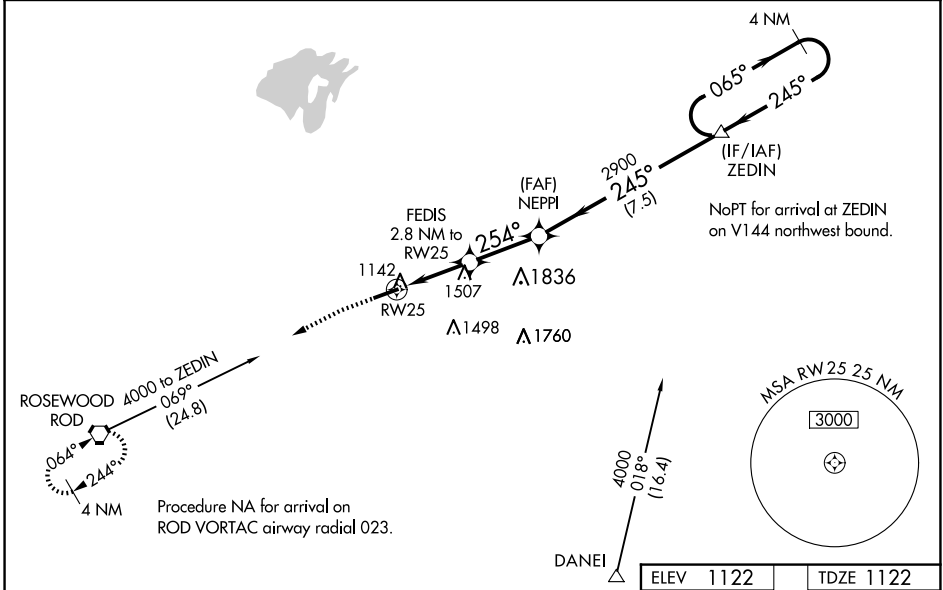 4 NM
065°
245°
(IF/IAF)
ZEDIN
2900
245°
(7.5)
(FAF)
NEPPI
NoPT for arrival at ZEDIN
on V144 northwest bound.
FEDIS
2.8 NM to
RW25
254°
1142
1507
1836
RW25
1498
1760
4000 to ZEDIN
069°
(24.8)
ROSEWOOD
ROD
064°
244°
4 NM
Procedure NA for arrival on
ROD VORTAC airway radial 023.
4000
018°
(16.4)
DANEI
MSA RW25 25 NM
3000
ELEV 1122
TDZE 1122